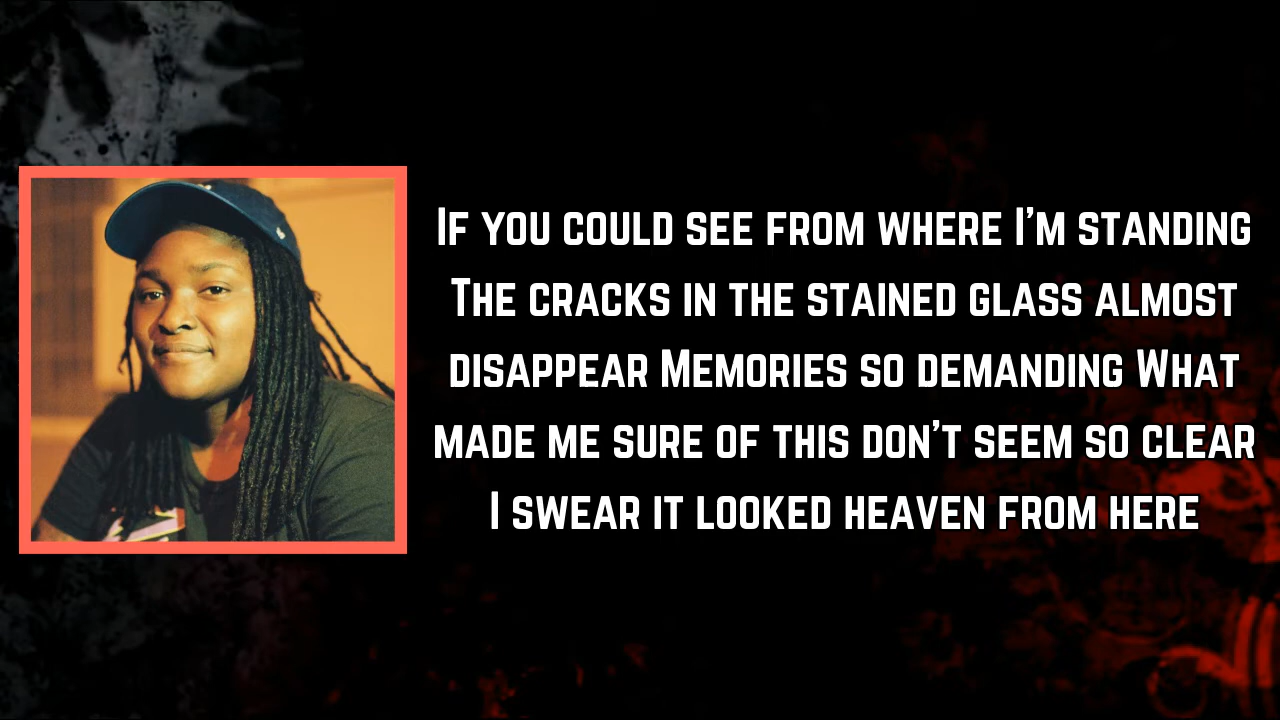 If you could see from where I'm standing
The cracks in the stained glass almost
disappear Memories so demanding What
made me sure of this don't seem so clear
I swear it looked heaven from here